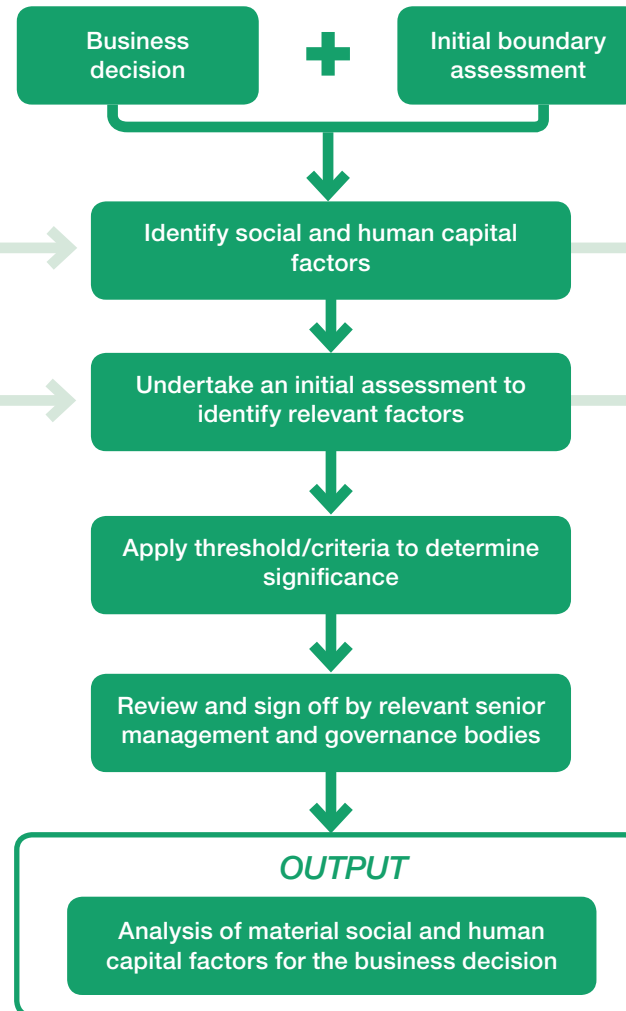 Business
decision
Initial boundary
assessment
Identify social and human capital
factors
Undertake an initial assessment to
identify relevant factors
Apply threshold/criteria to determine
significance
Review and sign off by relevant senior
management and governance bodies
OUTPUT
Analysis of material social and human
capital factors for the business decision